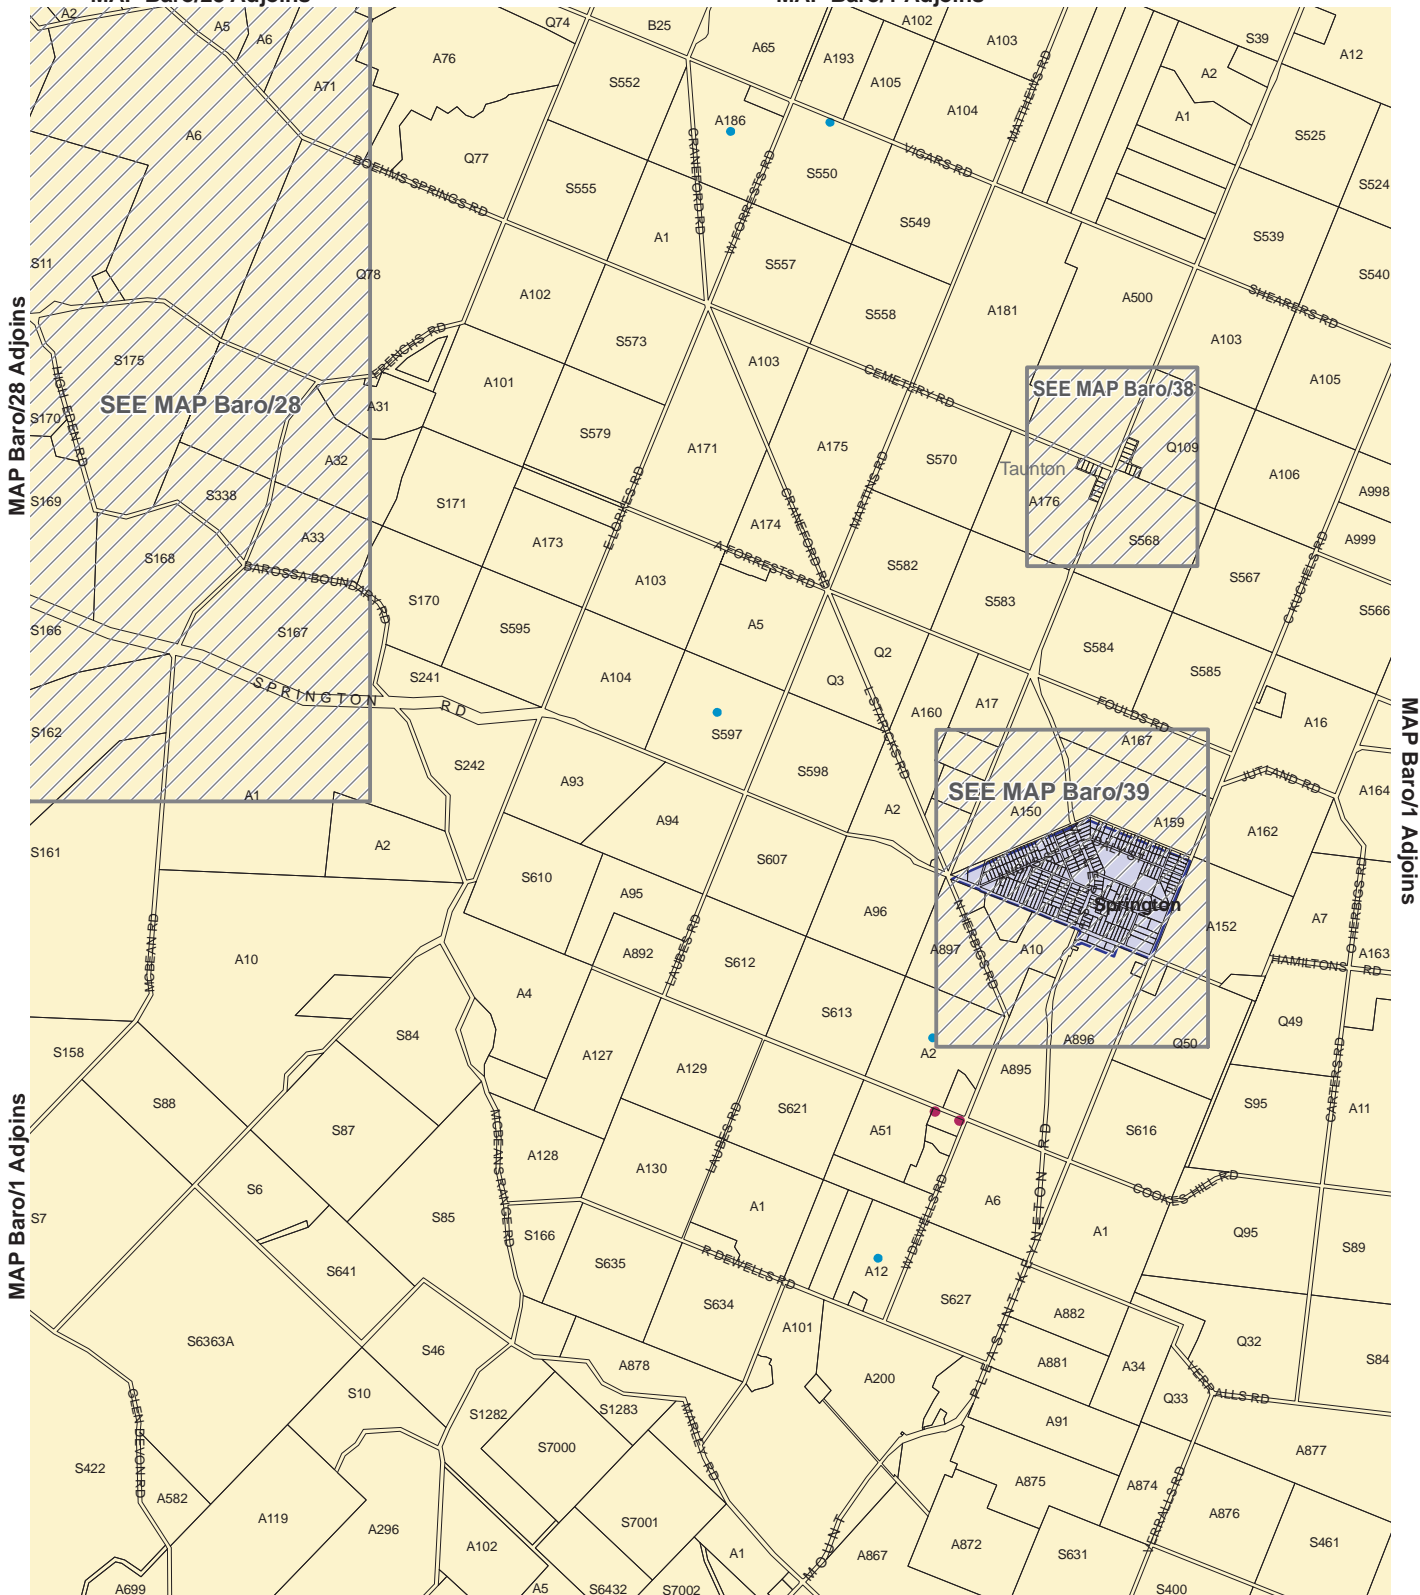 A2
A5
A6
A71
A76
Q74
B25
A65
A193
A102
A105
A103
A104
MATTHEWS RD
S39
A2
A12
A1
S525
S524
S552
A186
A6
Q77
BOEHMS SPRINGS RD
S555
CRANEFORD RD
W FORRESTS RD
S550
VIGARS RD
S549
S539
S540
A1
S557
S11
Q78
A102
S558
A181
A500
SHEARERS RD
MAP Baro/28 Adjoins
S175
FRENCHS RD
S573
A103
A103
HIGH EDEN RD
SEE MAP Baro/28
A101
CEMETERY RD
SEE MAP Baro/38
A105
S170
A31
S579
A171
A175
S570
Q109
Taunton
A32
A106
A998
S169
S338
S171
E LORKES RD
CRANEFORD RD
MARTINS RD
A176
A999
S168
A33
A173
A174
A FORRESTS RD
S568
C KUCHELS RD
BAROSSA BOUNDARY RD
A103
S582
S567
S170
S583
S566
S166
S167
S595
A5
Q2
S584
S585
SPRINGTON RD
S241
A104
Q3
L STARICKS RD
A160
A17
FOULDS RD
A16
S162
S597
A167
MAP Baro/1 Adjoins
S242
A93
S598
SEE MAP Baro/39
JUTLAND RD
A164
A1
A2
A150
A159
A94
A162
S161
A2
S607
S610
A95
A96
Springton
A7
O HERBIGS RD
MCBEAN RD
A10
A892
LAUBES RD
S612
A897
N HERBIGS RD
A10
A152
A163
HAMILTONS RD
A4
S613
Q49
S158
S84
A127
A2
A896
Q50
A129
A895
CARTERS RD
MAP Baro/1 Adjoins
S88
S87
MCBEANS RANGE RD
S621
A51
S616
S95
A11
A128
A130
LAUBES RD
S6
A1
W DEWELLS RD
A6
COOKES HILL RD
S7
S85
S166
A1
Q95
S89
S641
S635
R DEWELLS RD
A12
MOUNT PLEASANT-KEYNETON RD
S634
S627
A882
S6363A
S46
A101
Q32
S84
A878
A881
A34
S10
A200
VERRALLS RD
Q33
GLEN DEVON RD
S1282
S1283
MARLEY RD
A91
S422
S7000
A877
A875
A874
A582
A119
A876
VERRALLS RD
A296
S7001
A102
A1
A867
A872
S631
S461
A699
A5
S6432
S7002
S400